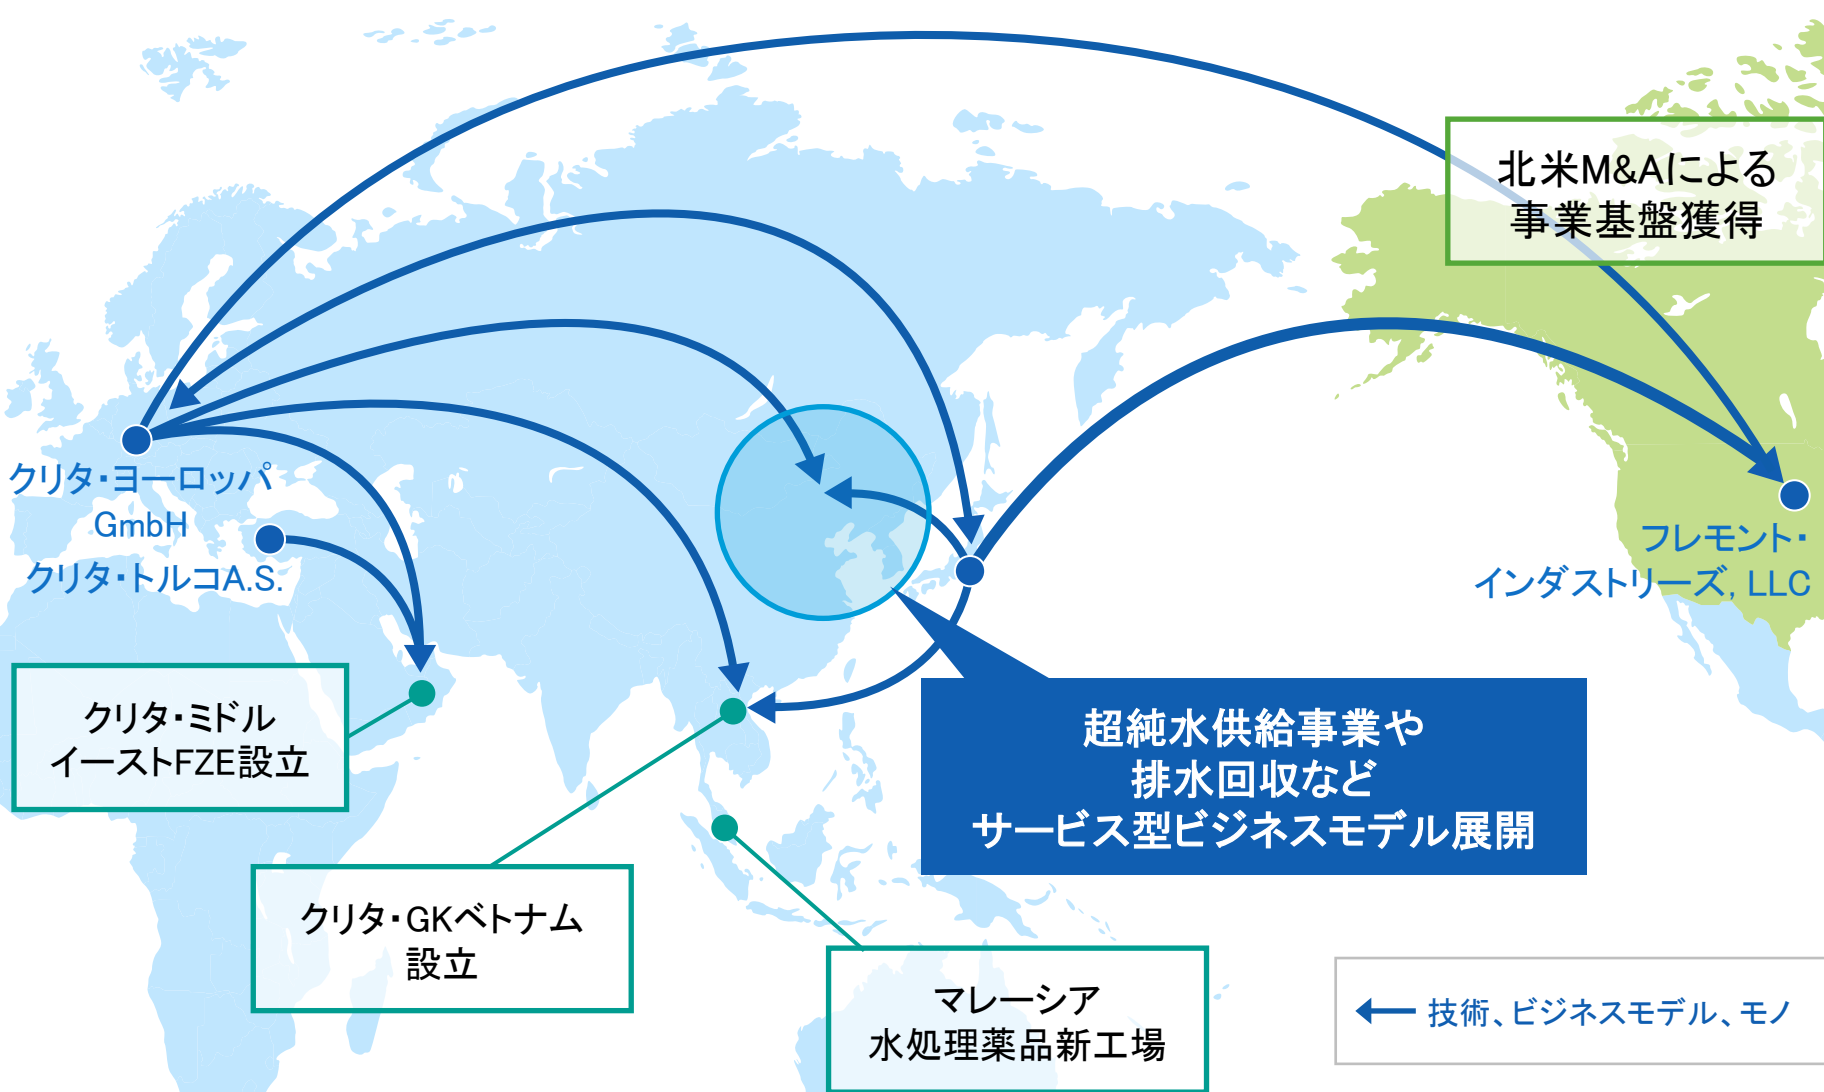 北米M&Aによる
事業基盤獲得
クリタ・ヨーロッパ
GmbH
クリタ・トルコA.S.
フレモント・
インダストリーズ, LLC
クリタ・ミドル
イーストFZE設立
超純水供給事業や
排水回収など
サービス型ビジネスモデル展開
クリタ・GKベトナム
設立
マレーシア
水処理薬品新工場
技術、ビジネスモデル、モノ